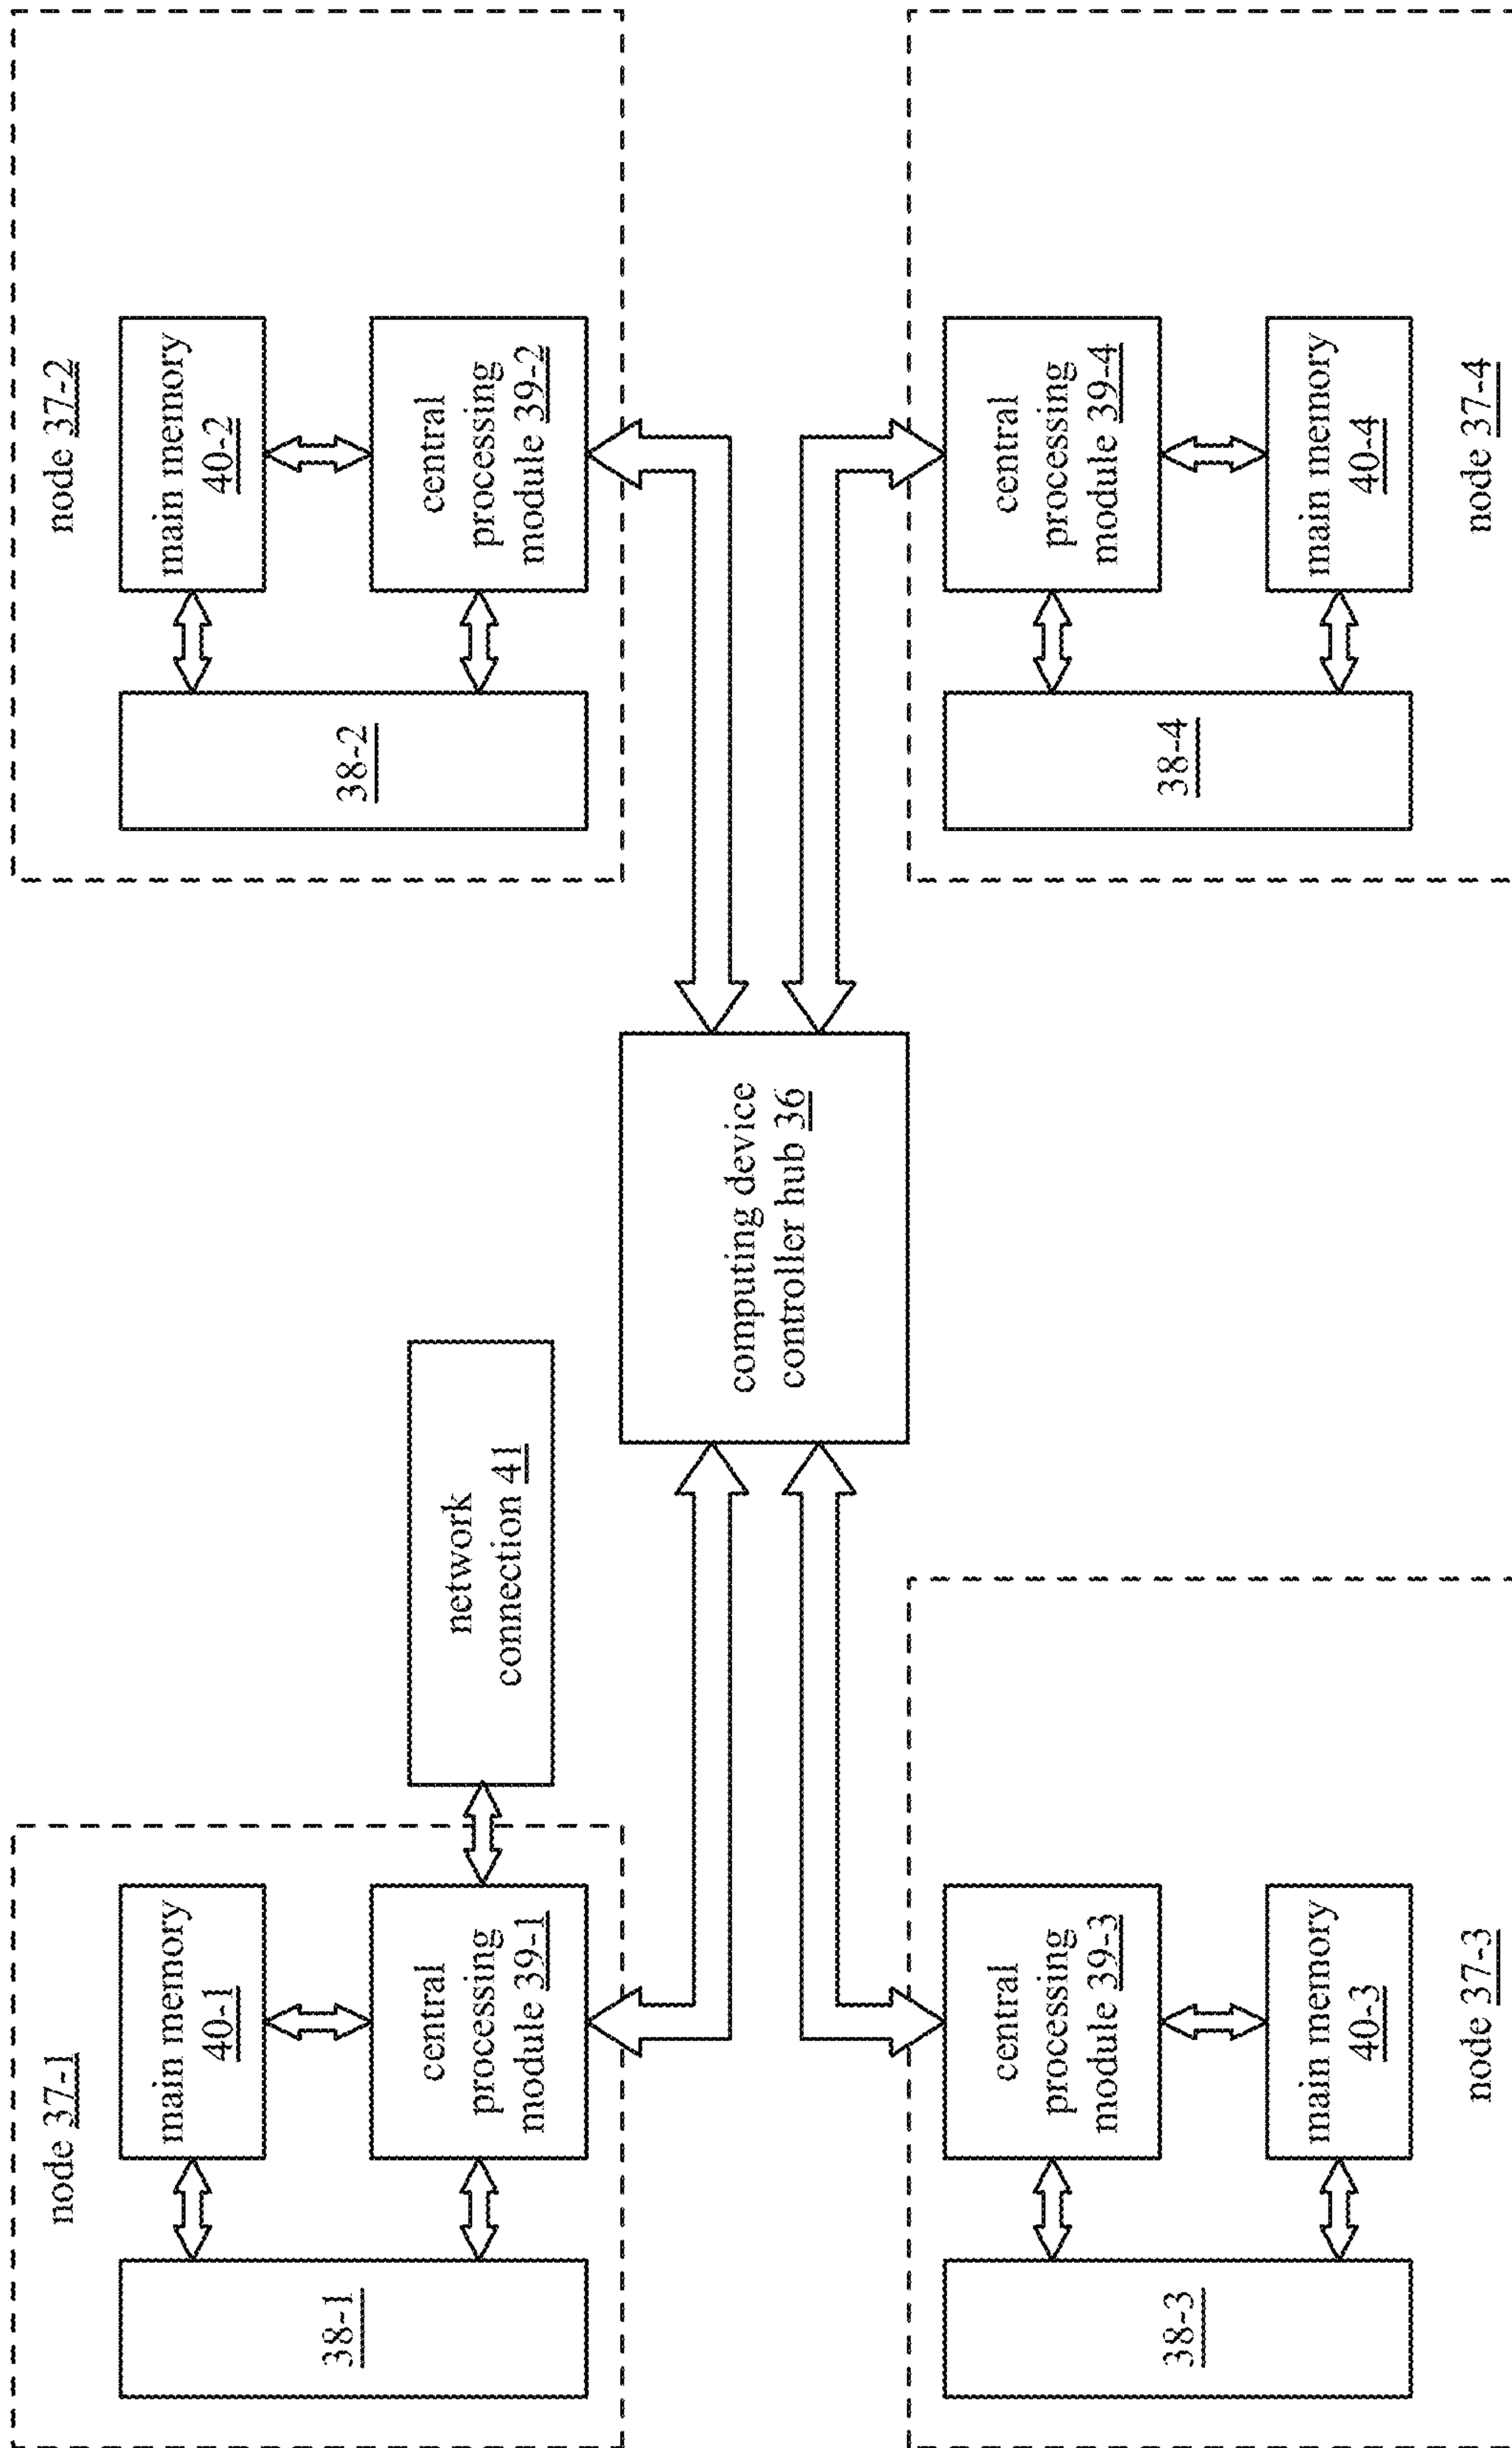 node 37-1
38-1
main memory
40-1
central
processing
module 39-1
network
connection 41
node 37-2
38-2
main memory
40-2
central
processing
module 39-2
computing device
controller hub 36
38-3
central
processing
module 39-3
main memory
40-3
node 37-3
38-4
central
processing
module 39-4
main memory
40-4
node 37-4